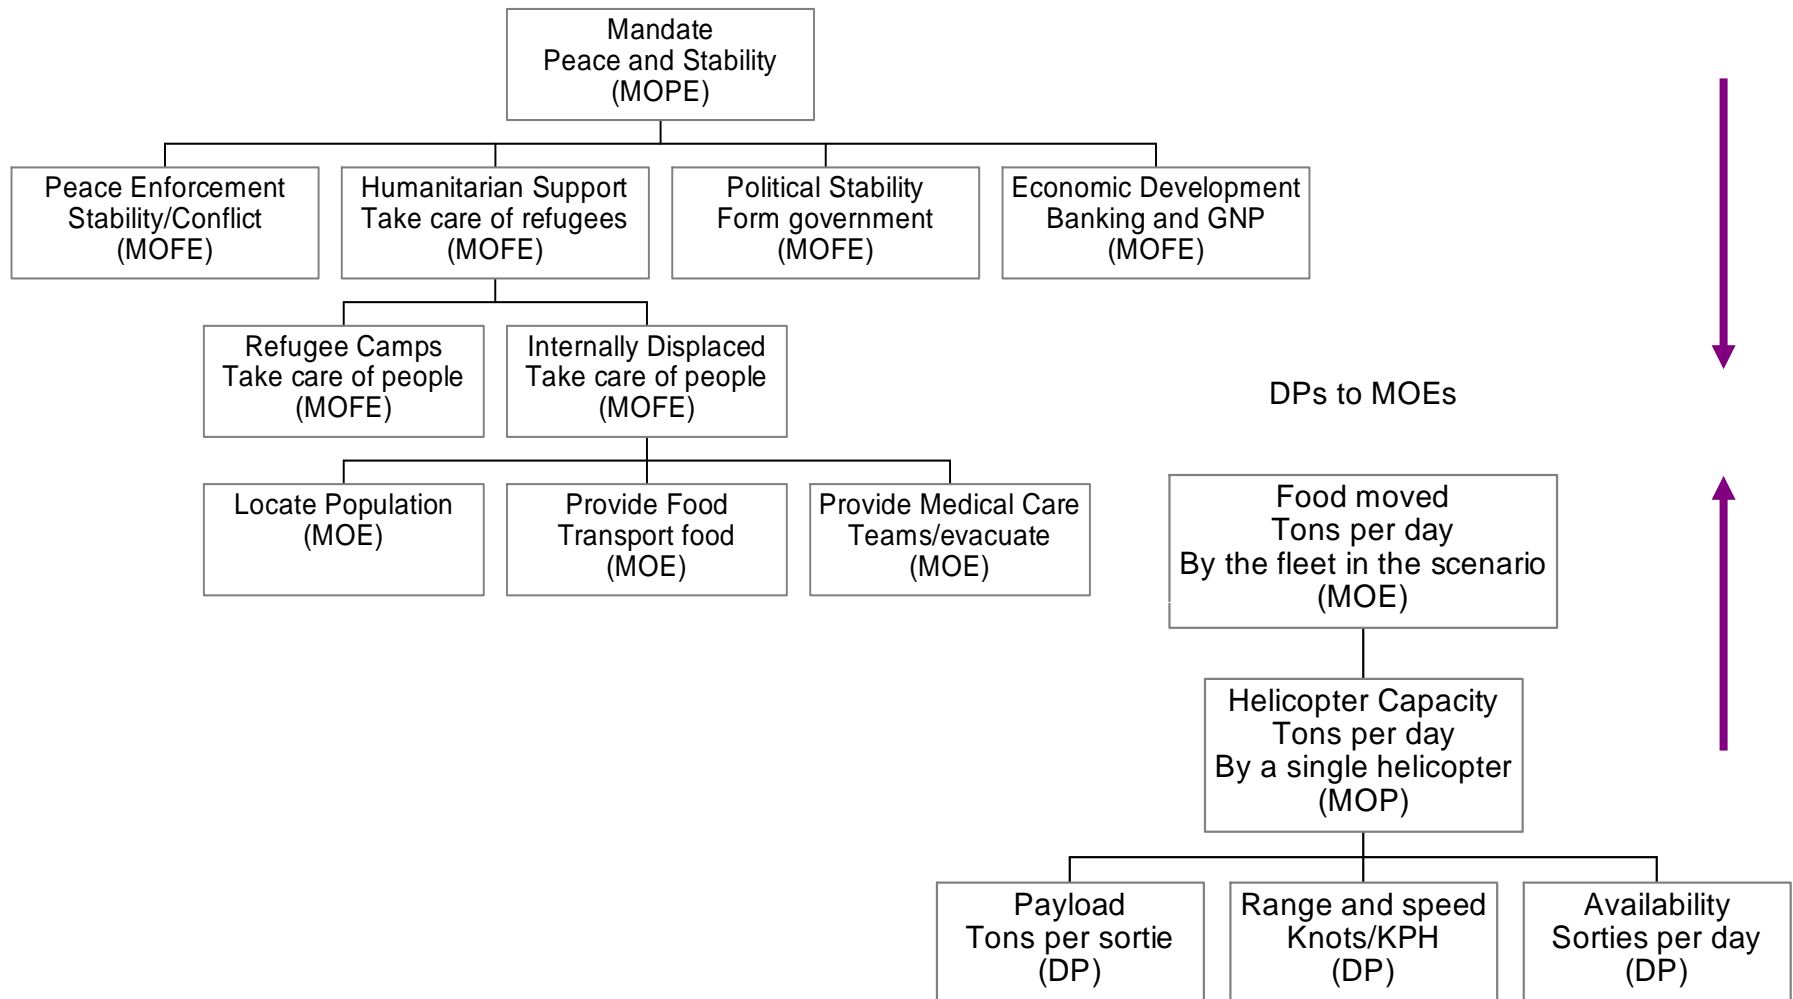 Mandate
Peace and Stability
(MOPE)
Peace Enforcement
Stability/Conflict
(MOFE)
Humanitarian Support
Take care of refugees
(MOFE)
Political Stability
Form government
(MOFE)
Economic Development
Banking and GNP
(MOFE)
Refugee Camps
Take care of people
(MOFE)
Internally Displaced
Take care of people
(MOFE)
DPs to MOEs
Locate Population
(MOE)
Provide Food
Transport food
(MOE)
Provide Medical Care
Teams/evacuate
(MOE)
Food moved
Tons per day
By the fleet in the scenario
(MOE)
Helicopter Capacity
Tons per day
By a single helicopter
(MOP)
Payload
Tons per sortie
(DP)
Range and speed
Knots/KPH
(DP)
Availability
Sorties per day
(DP)